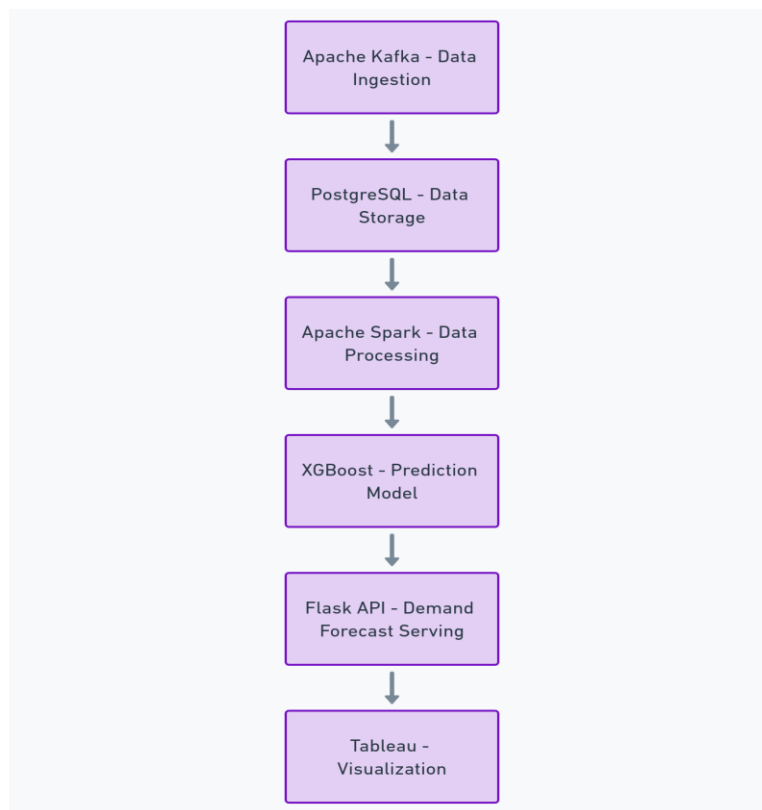 Apache Kafka - Data
Ingestion
PostgreSQL - Data
Storage
Apache Spark - Data
Processing
XGBoost - Prediction
Model
Flask API - Demand
Forecast Serving
Tableau -
Visualization